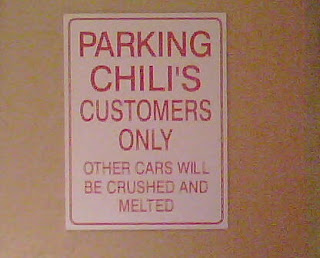 PARKING
CHILI'S
CUSTOMERS
ONLY
OTHER CARS WILL
BE CRUSHED AND
MELTED